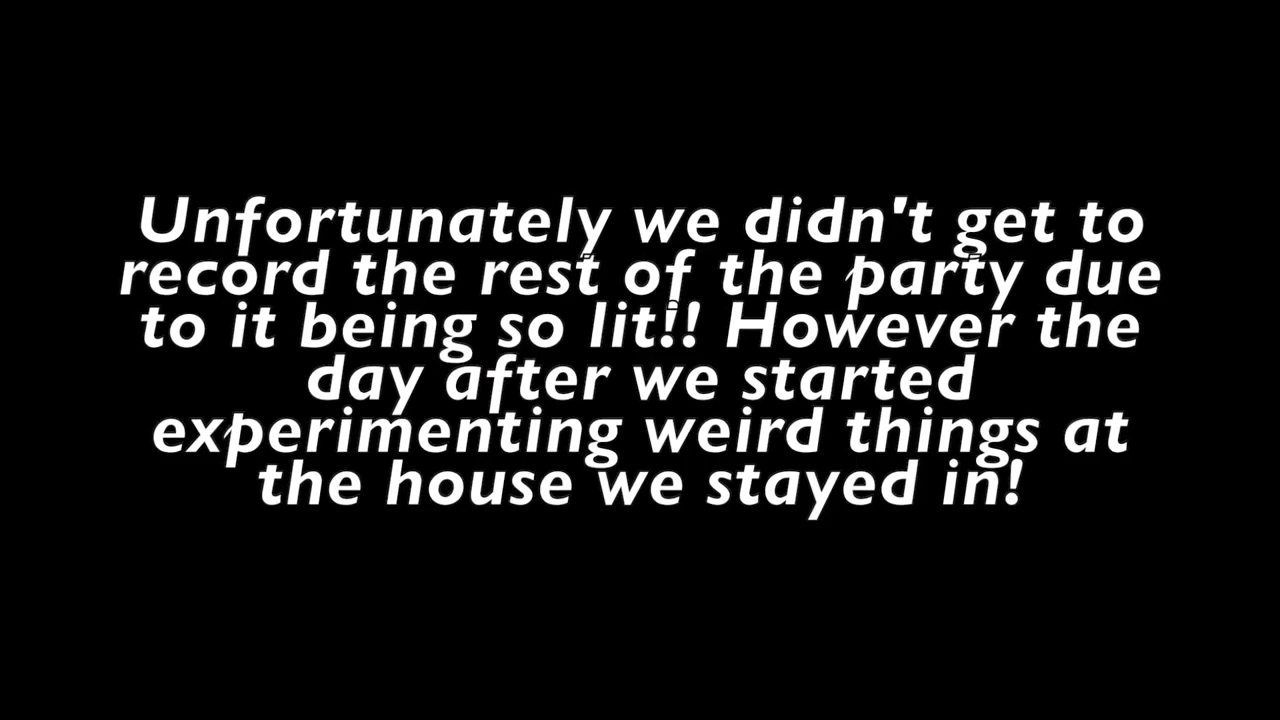 Unfortunately we didn't get to
record the rest of the party due
to it being so lit!! However the
day after we started
experimenting weird things at
the house we stayed in!